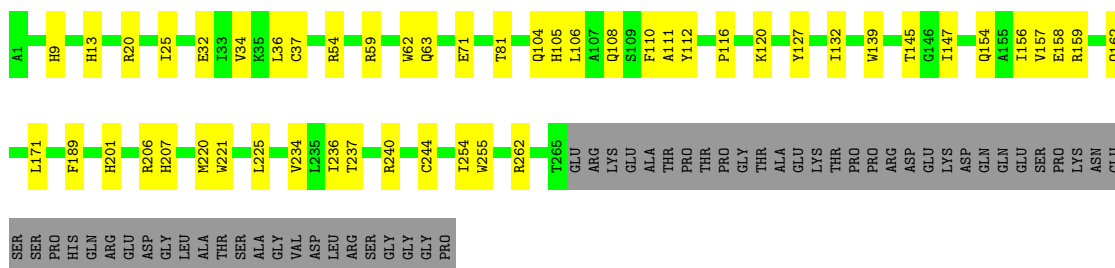 A1 H9 H13 R20 I25 E32 I33 V34 K35 L36 C37 R54 R59 W62 Q63 E71 T81 Q104 H105 L106 A107 Q108 S109 F110 A111 Y112 P116 K120 Y127 I132 W139 T145 G146 I147 Q154 A155 I156 V157 E158 R159
L171 F189 H201 R206 H207 M220 W221 L225 V234 L235 I236 T237 R240 C244 I254 W255 R262 T265 GLU ARG LYS GLU ALA THR PRO THR PRO GLY THR ALA GLU LYS THR PRO PRO ARG ASP GLU LYS ASP GLN GLN GLU SER PRO LYS ASN
SER SER PRO HIS GLN ARG GLU ASP GLY LEU ALA THR SER ALA GLY VAL ASP LEU ARG SER GLY GLY GLY PRO